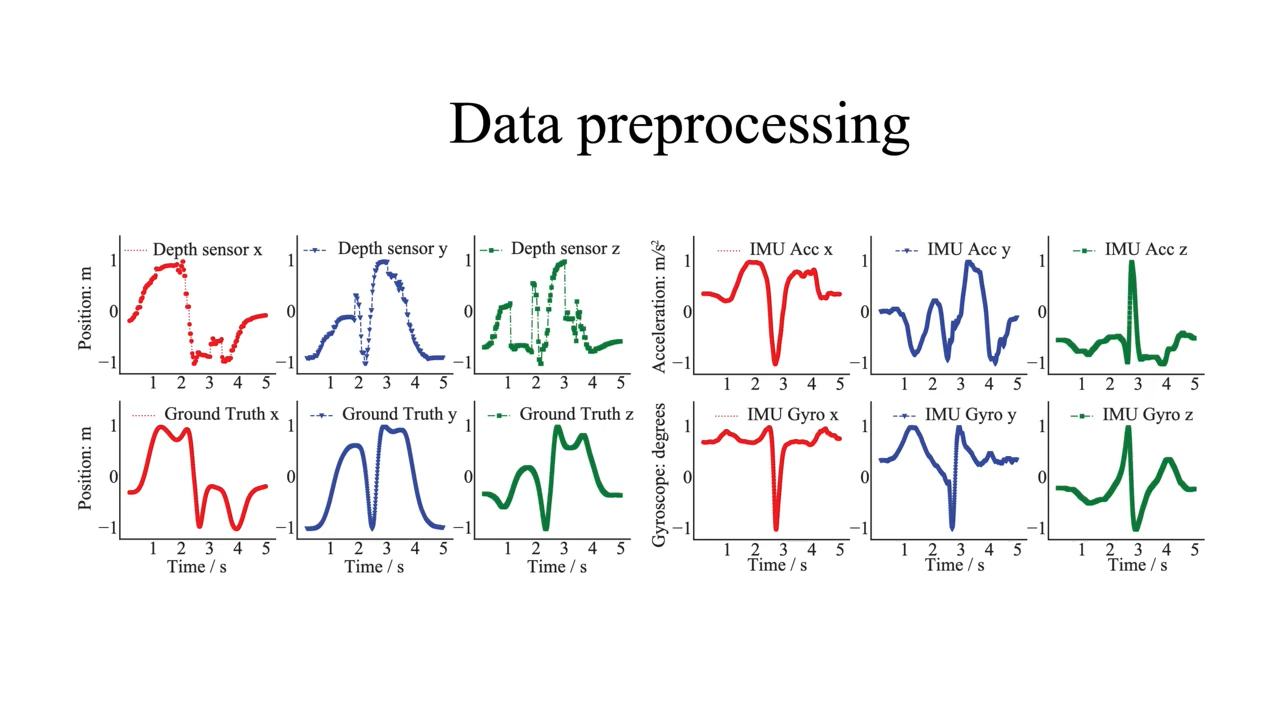 Data preprocessing
Depth sensor x
Depth sensor y
Depth sensor z
IMU Acc x
IMU Acc y
IMU Acc z
Position: m
1
0
−1
1 2 3 4 5
1
0
−1
1 2 3 4 5
1
0
−1
1 2 3 4 5
Acceleration: m/s²
1
0
−1
1 2 3 4 5
1
0
−1
1 2 3 4 5
1
0
−1
1 2 3 4 5
Ground Truth x
Ground Truth y
Ground Truth z
IMU Gyro x
IMU Gyro y
IMU Gyro z
Position: m
1
0
−1
1 2 3 4 5
Time / s
1
0
−1
1 2 3 4 5
Time / s
1
0
−1
1 2 3 4 5
Time / s
Gyroscope: degrees
1
0
−1
1 2 3 4 5
Time / s
1
0
−1
1 2 3 4 5
Time / s
1
0
−1
1 2 3 4 5
Time / s